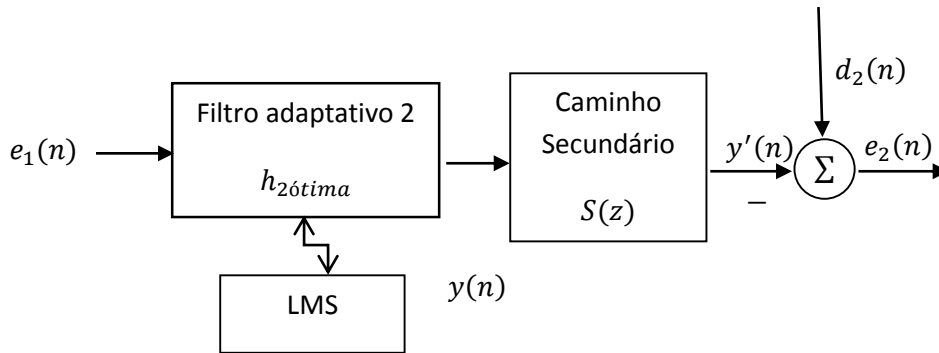 d₂(n)
Filtro adaptativo 2
Caminho
Secundário
e₁(n)
y′(n)
e₂(n)
Σ
h₂ótima
S(z)
−
LMS
y(n)